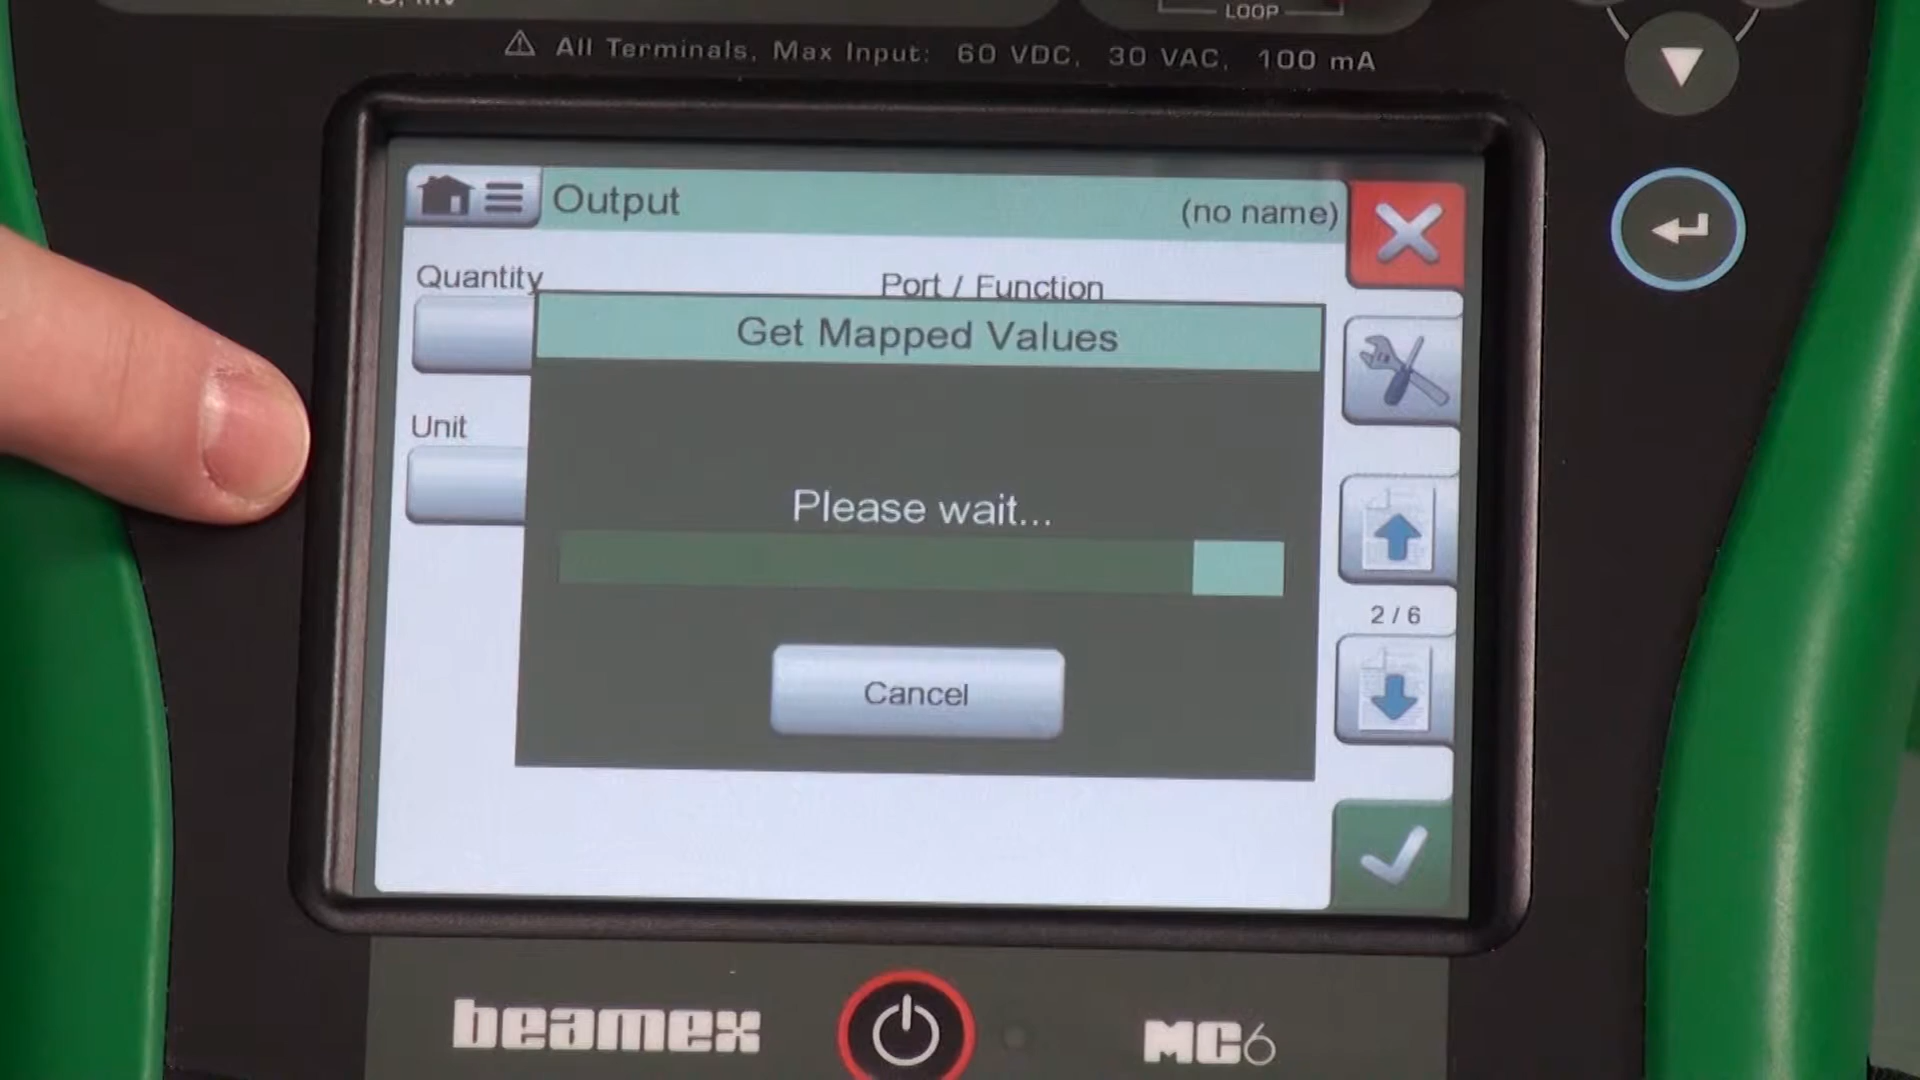 LOOP
All Terminals, Max Input: 60 VDC, 30 VAC, 100 mA
Output
(no name)
Quantity
Port / Function
Get Mapped Values
Unit
Please wait...
2 / 6
Cancel
beamex
MC6